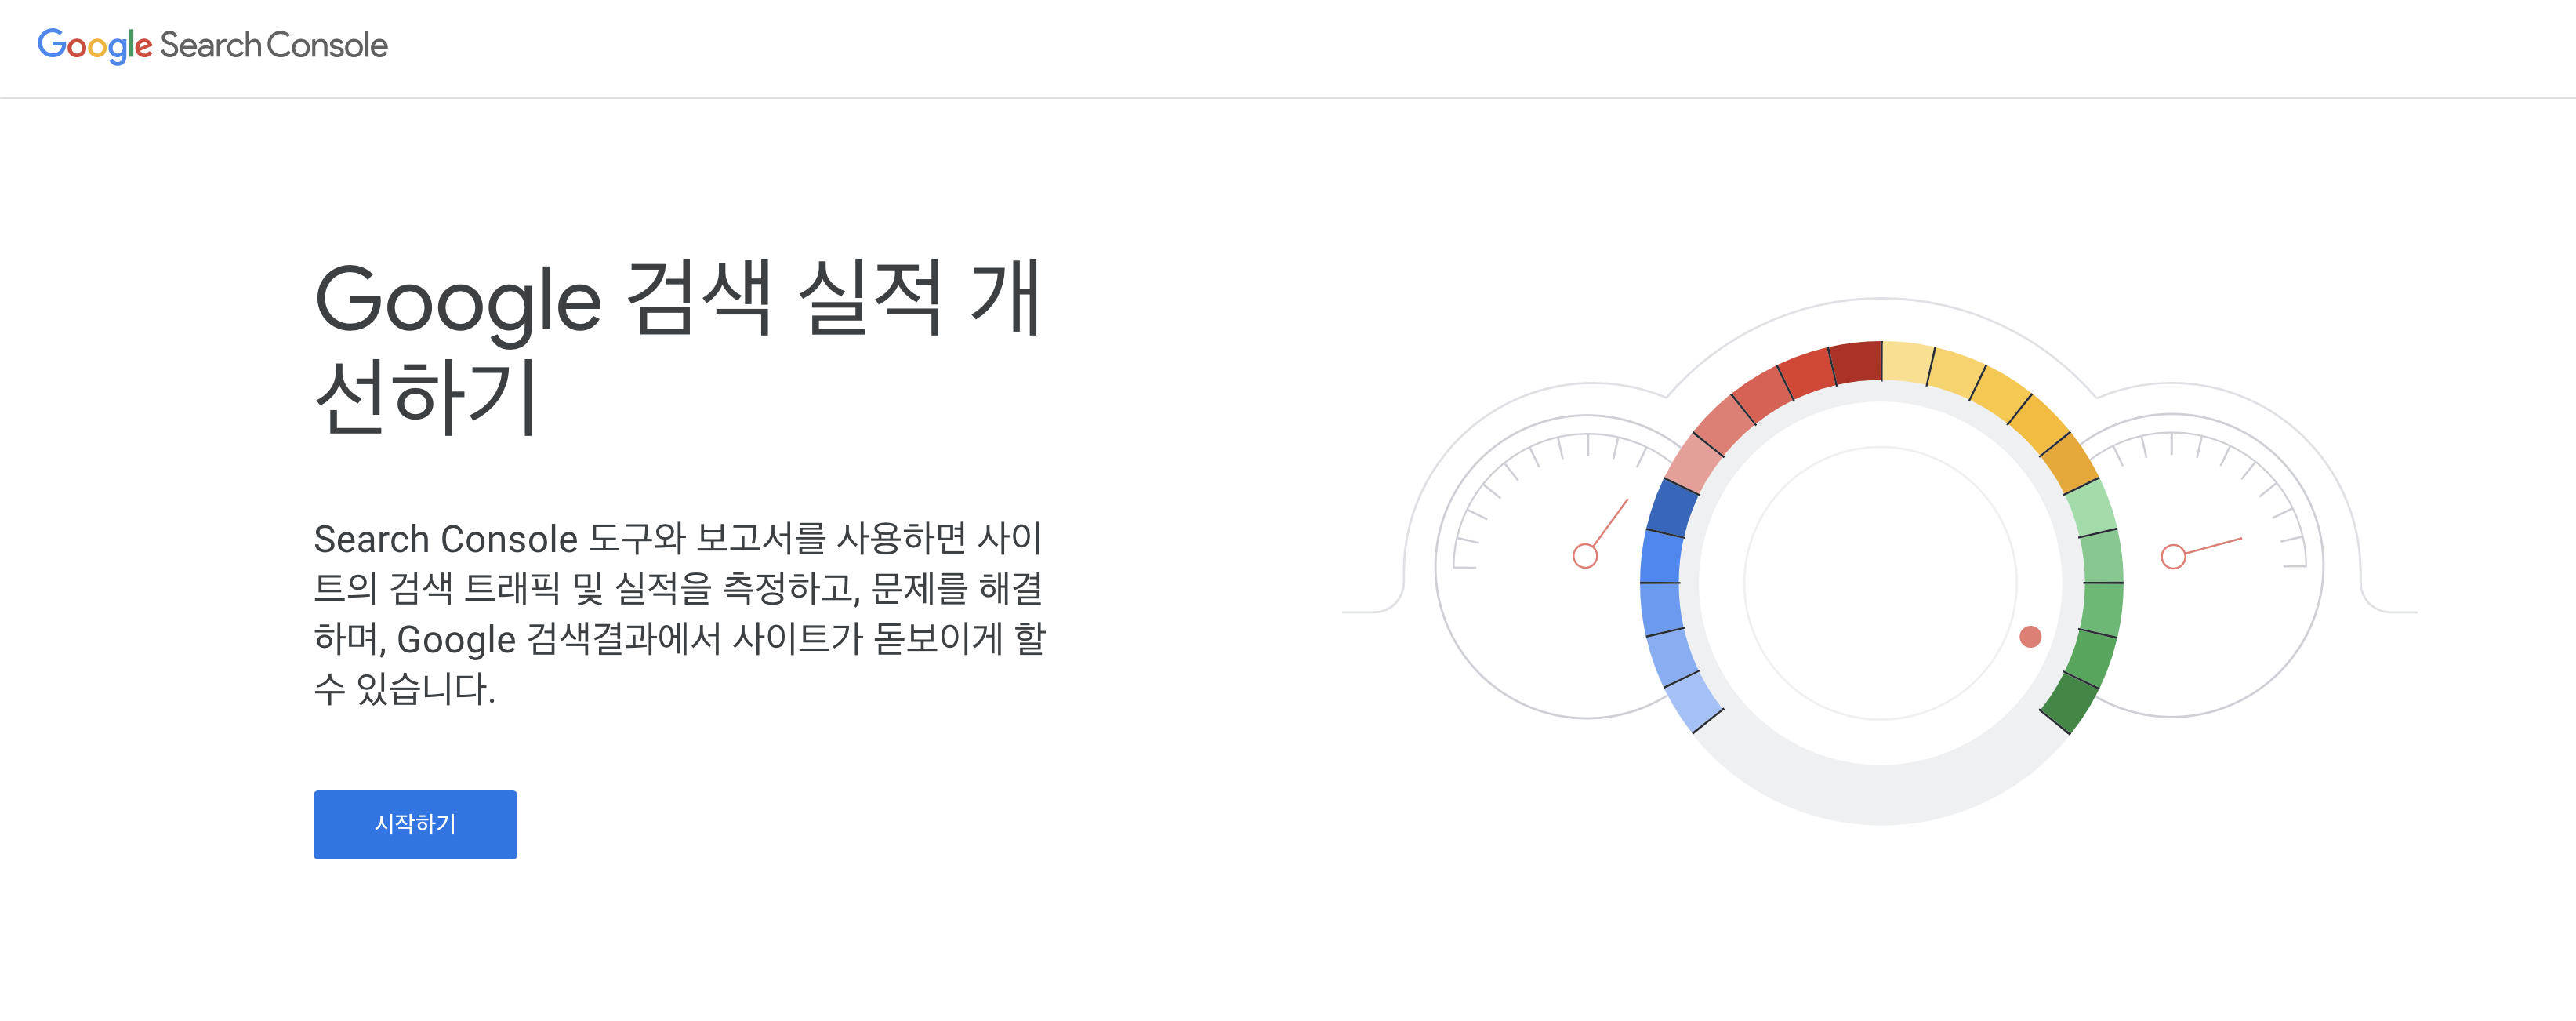 Google Search Console
Google 검색 실적 개
선하기
Search Console 도구와 보고서를 사용하면 사이
트의 검색 트래픽 및 실적을 측정하고, 문제를 해결
하며, Google 검색결과에서 사이트가 돋보이게 할
수 있습니다.
시작하기